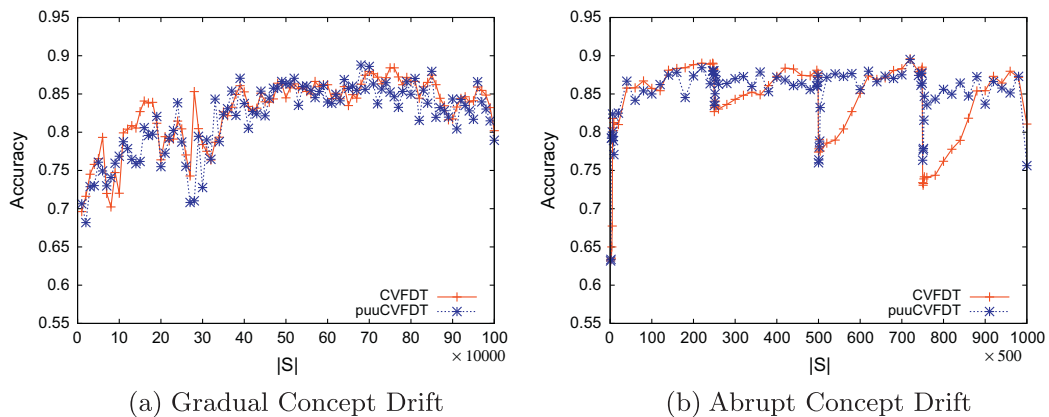 0.95
0.9
0.85
0.8
0.75
0.7
0.65
0.6
0.55
Accuracy
CVFDT
puuCVFDT
0 10 20 30 40 50 60 70 80 90 100
|S|
× 10000
(a) Gradual Concept Drift
0.95
0.9
0.85
0.8
0.75
0.7
0.65
0.6
0.55
Accuracy
CVFDT
puuCVFDT
0 100 200 300 400 500 600 700 800 900 1000
|S|
× 500
(b) Abrupt Concept Drift